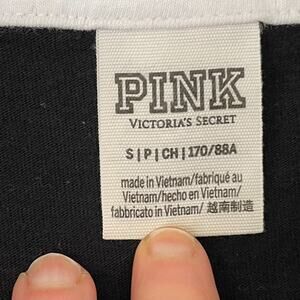 PINK
VICTORIA'S SECRET
S|P|CH|170/88A
made in Vietnam/fabriqué au
Vietnam/hecho en Vietnam/
fabbricato in Vietnam/ 越南制造